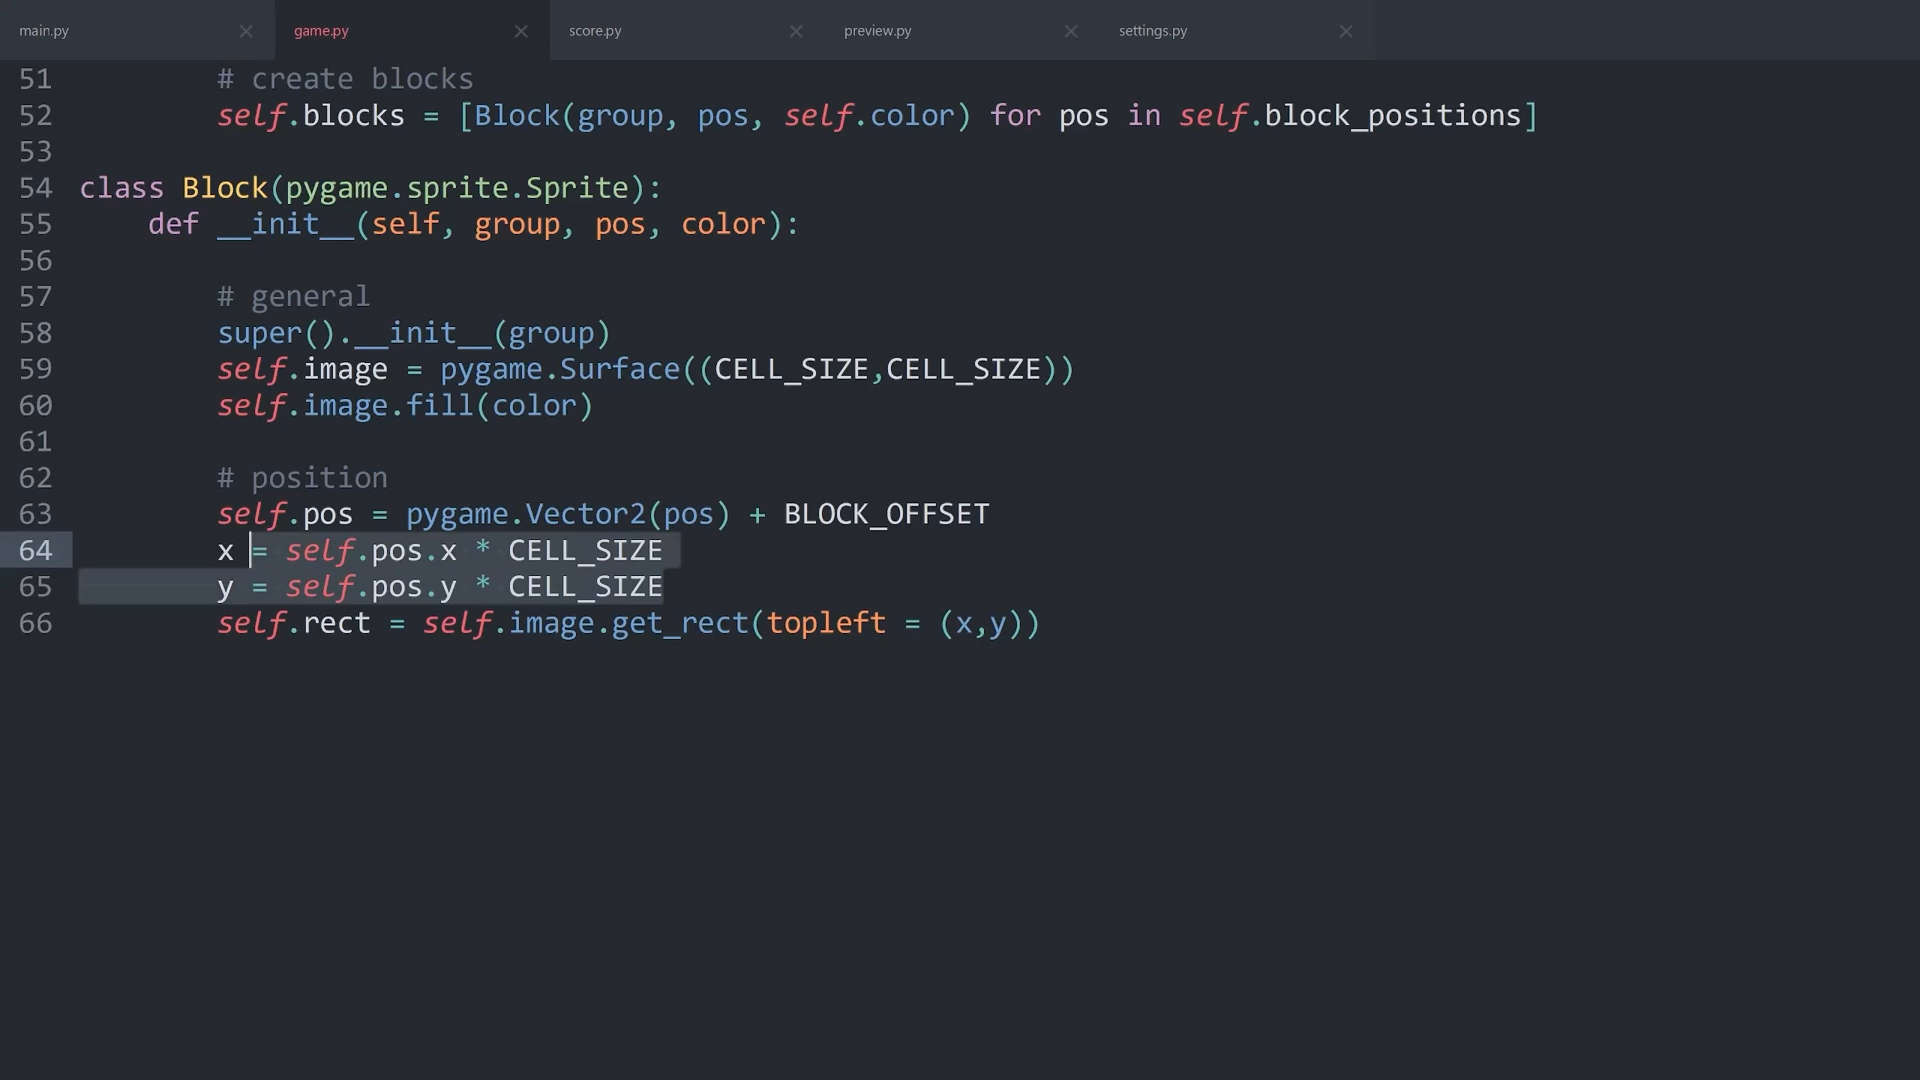 main.py × game.py × score.py × preview.py × settings.py ×
51 # create blocks
52 self.blocks = [Block(group, pos, self.color) for pos in self.block_positions]
53
54 class Block(pygame.sprite.Sprite):
55 def __init__(self, group, pos, color):
56
57 # general
58 super().__init__(group)
59 self.image = pygame.Surface((CELL_SIZE,CELL_SIZE))
60 self.image.fill(color)
61
62 # position
63 self.pos = pygame.Vector2(pos) + BLOCK_OFFSET
64 x = self.pos.x * CELL_SIZE
65 y = self.pos.y * CELL_SIZE
66 self.rect = self.image.get_rect(topleft = (x,y))